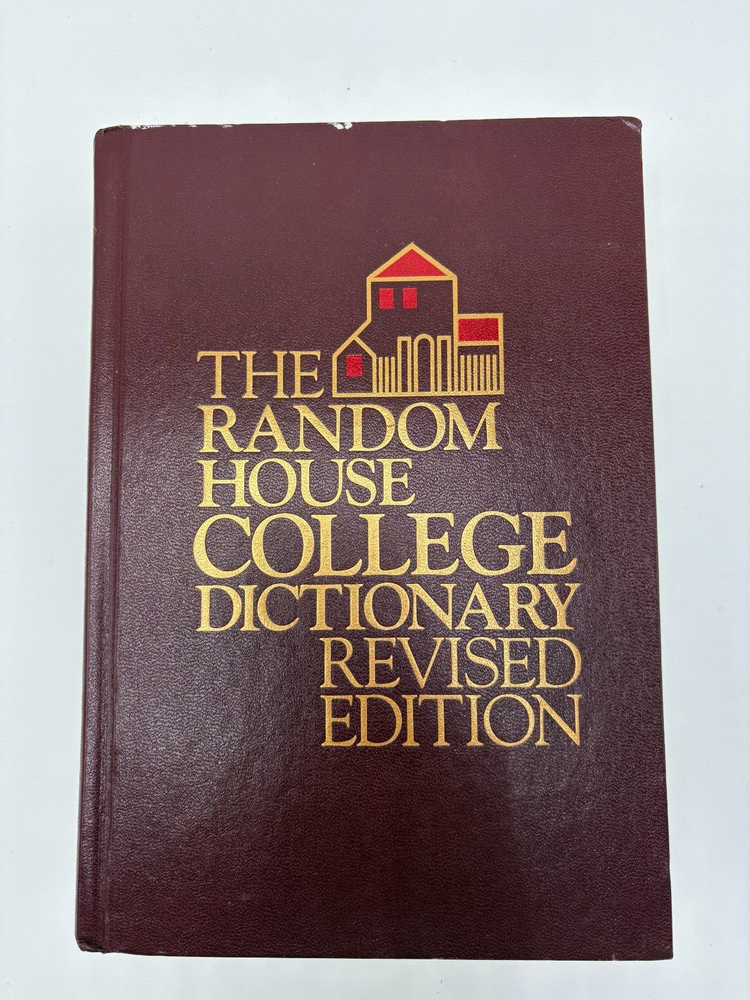 THE
RANDOM
HOUSE
COLLEGE
DICTIONARY
REVISED
EDITION